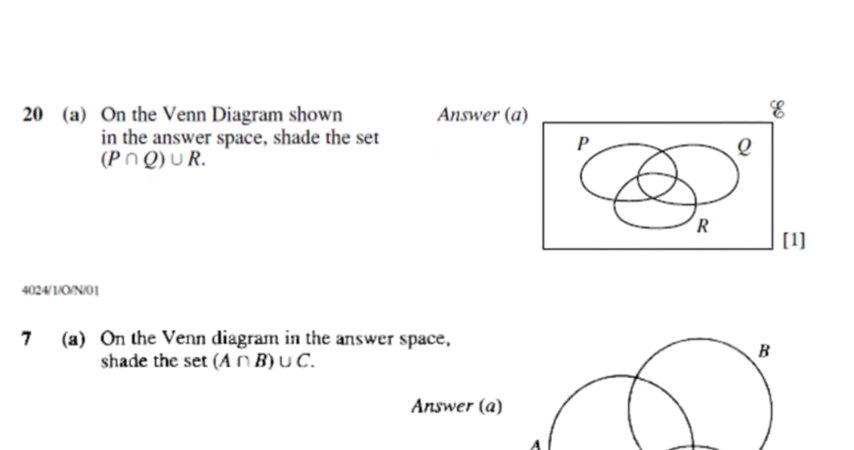 20 (a) On the Venn Diagram shown
in the answer space, shade the set
(P ∩ Q) ∪ R.
Answer (a)
ℰ
P
Q
R
[1]
4024/1/O/N/01
7 (a) On the Venn diagram in the answer space,
shade the set (A ∩ B) ∪ C.
Answer (a)
B
A